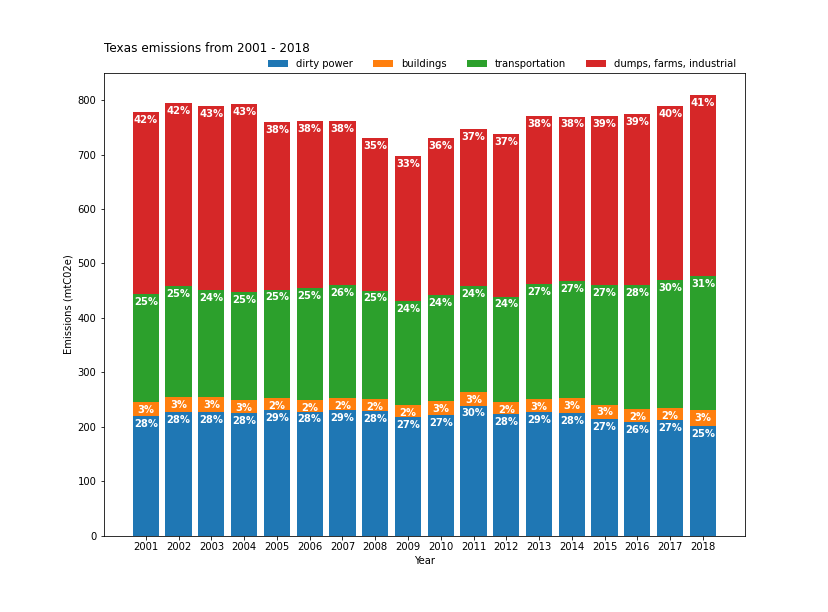 Texas emissions from 2001 - 2018
dirty power buildings transportation dumps, farms, industrial
800
700
600
500
400
300
200
100
0
Emissions (mtC02e)
42% 42% 43% 43% 38% 38% 38% 35% 33% 36% 37% 37% 38% 38% 39% 39% 40% 41%
25% 25% 24% 25% 25% 25% 26% 25% 24% 24% 24% 24% 27% 27% 27% 28% 30% 31%
3% 3% 3% 3% 2% 2% 2% 2% 2% 3% 3% 2% 3% 3% 3% 2% 2% 3%
28% 28% 28% 28% 29% 28% 29% 28% 27% 27% 30% 28% 29% 28% 27% 26% 27% 25%
2001 2002 2003 2004 2005 2006 2007 2008 2009 2010 2011 2012 2013 2014 2015 2016 2017 2018
Year